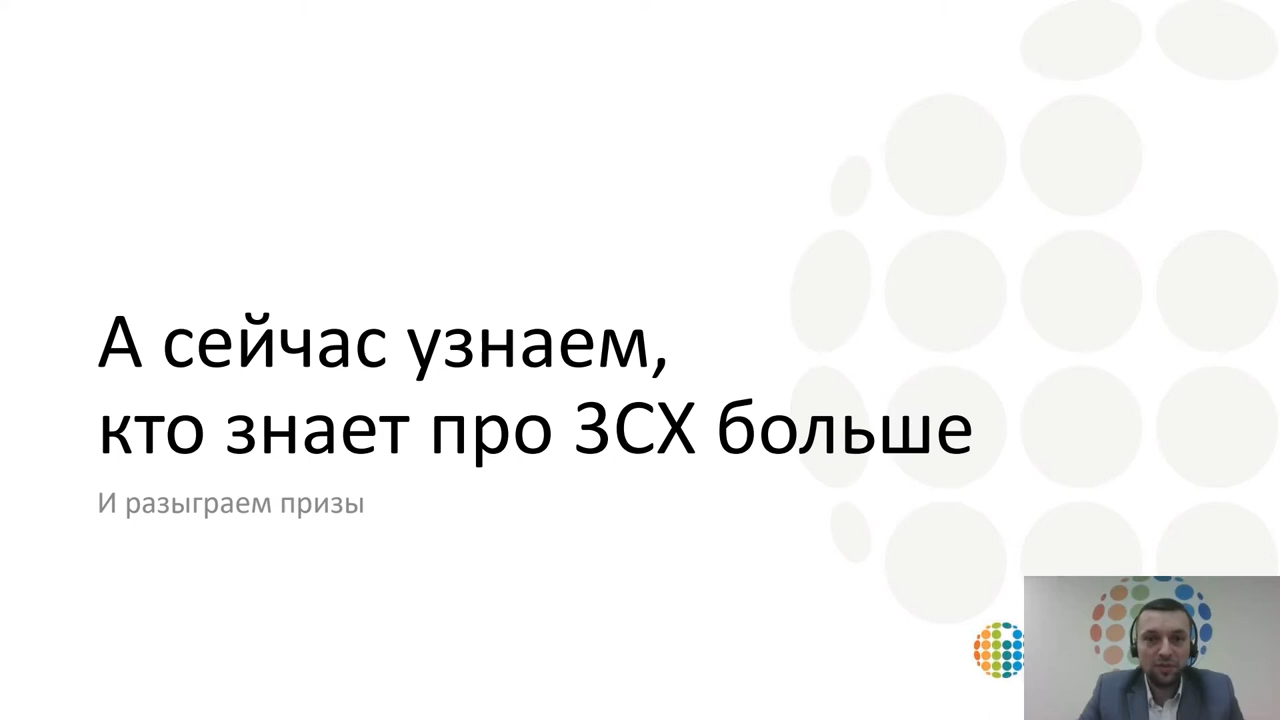 А сейчас узнаем,
кто знает про 3CX больше
И разыграем призы